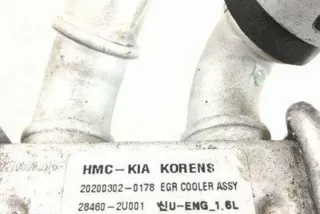 HMC-KIA KORENS
20200302-0178 EGR COOLER ASSY
28460-2U001 신U-ENG_1.6L